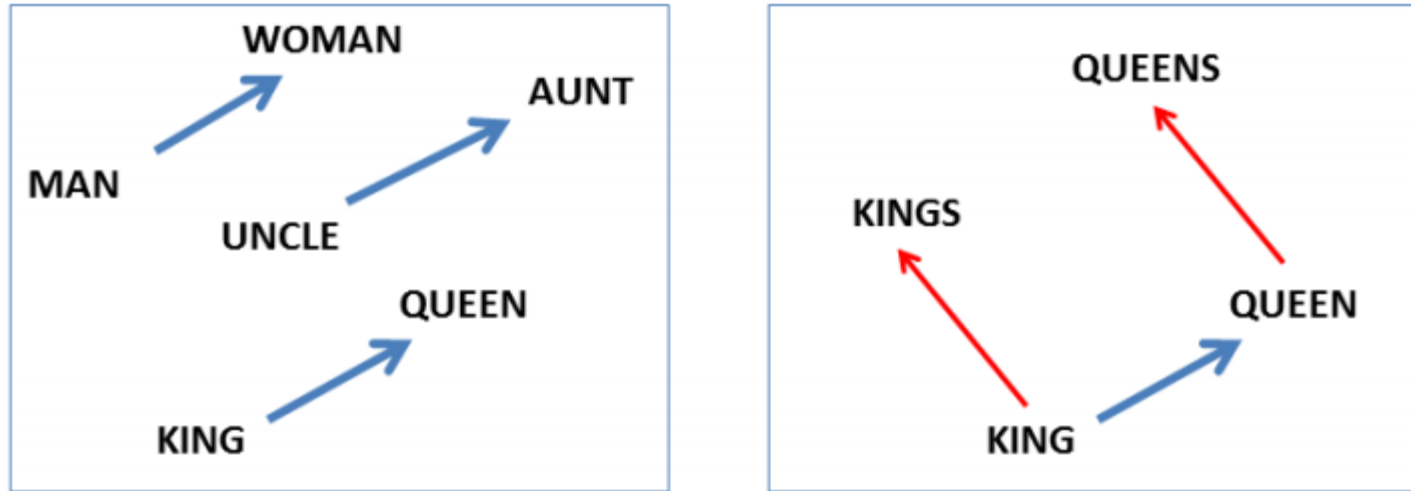 WOMAN
AUNT
MAN
UNCLE
QUEEN
KING
QUEENS
KINGS
QUEEN
KING